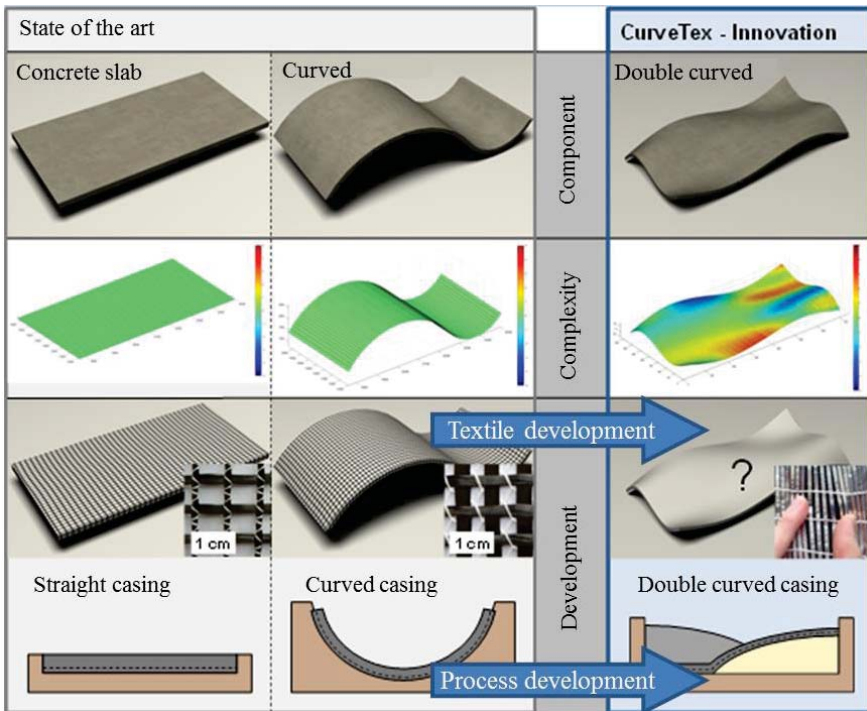 State of the art
CurveTex - Innovation
Concrete slab
Curved
Component
Double curved
Complexity
Textile development
?
1 cm
1 cm
Development
Straight casing
Curved casing
Double curved casing
Process development